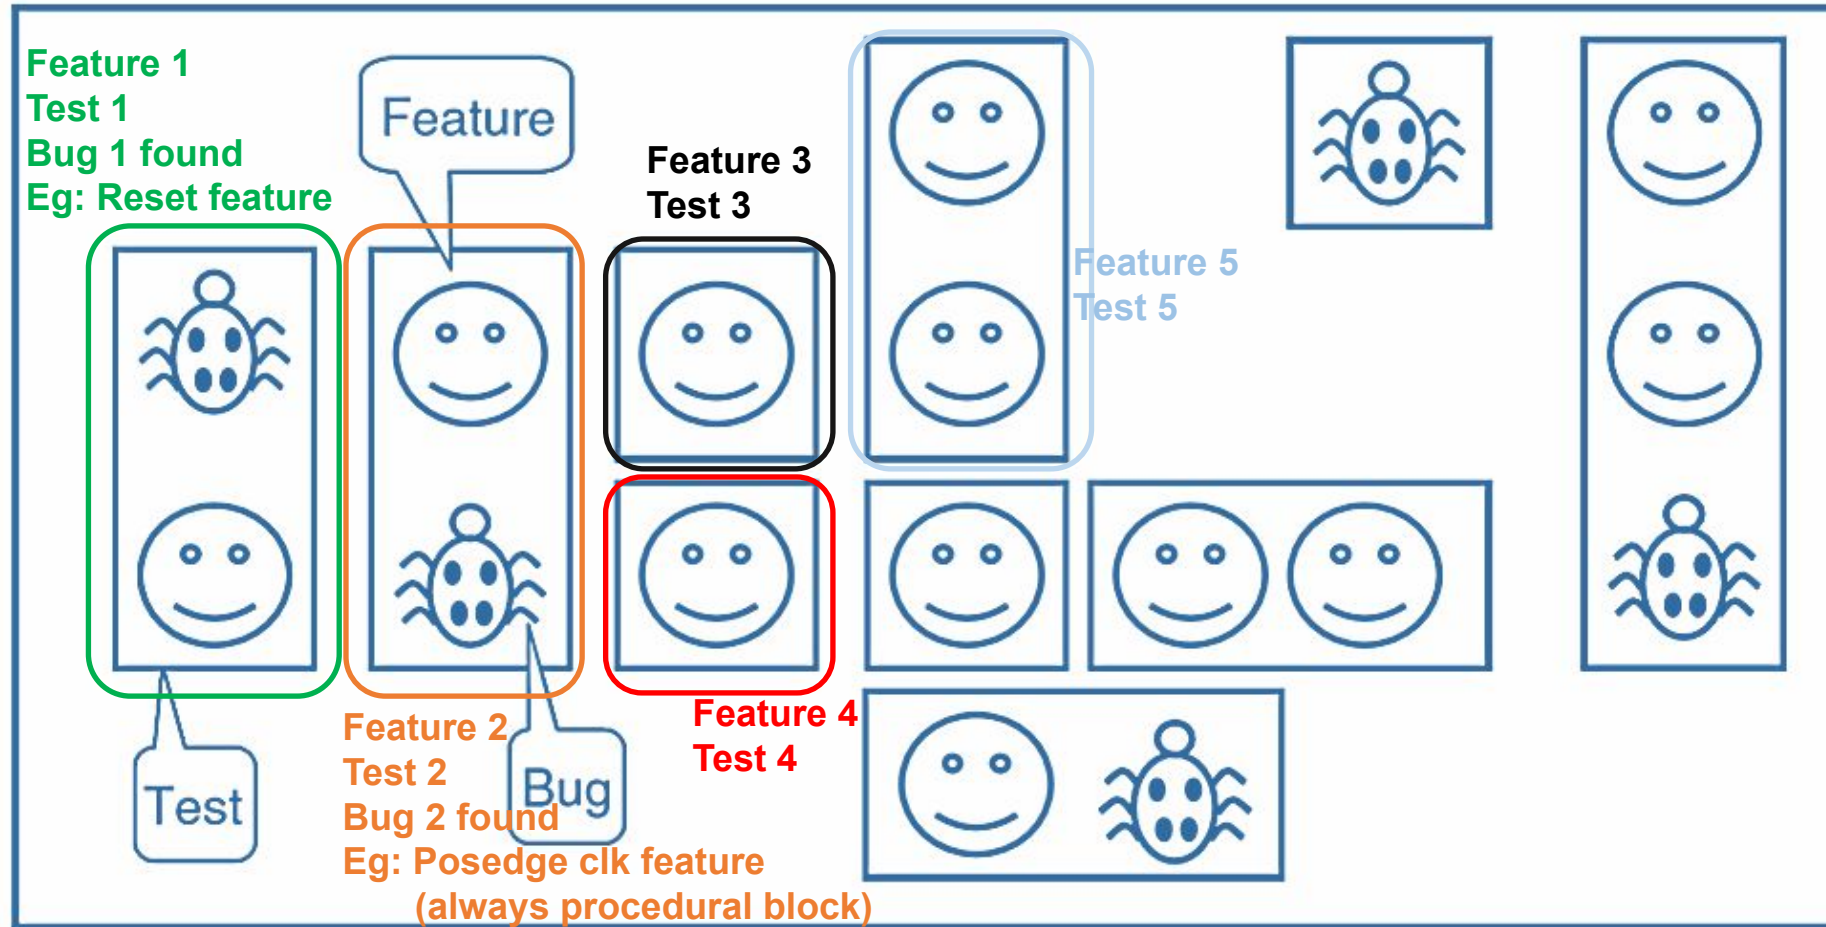 Feature 1
Test 1
Bug 1 found
Eg: Reset feature
Feature
Feature 3
Test 3
Feature 5
Test 5
Feature 4
Test 4
Test
Bug
Feature 2
Test 2
Bug 2 found
Eg: Posedge clk feature
(always procedural block)